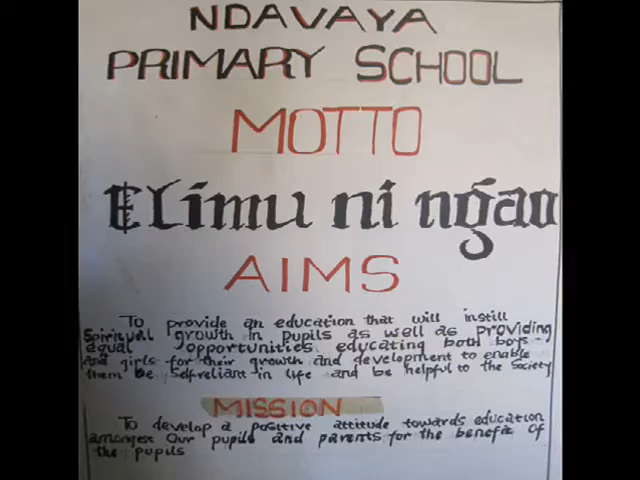 NDAVAYA
PRIMARY SCHOOL
MOTTO
Elimu ni ngao
AIMS
To provide an education that will instill
Spiritual growth in pupils as well as providing
equal opportunities educating both boys
and girls for their growth and development to enable
them be selfreliant in life and be helpful to the Society
MISSION
To develop a positive attitude towards education
amongest our pupils and parents for the benefit of
the pupils